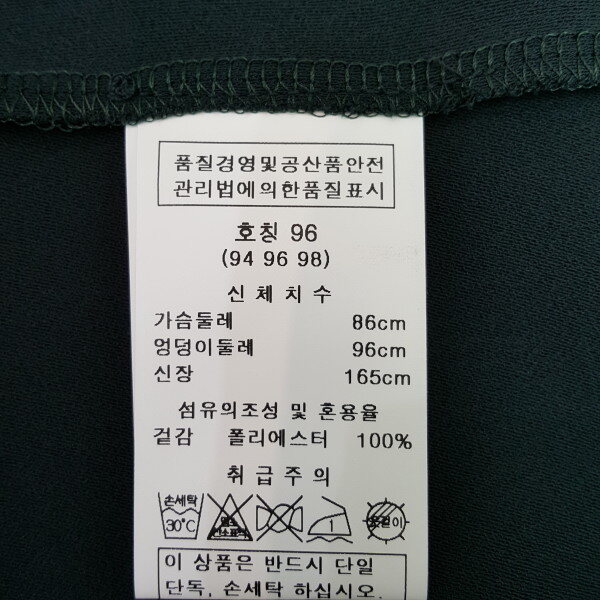 품질경영및공산품안전
관리법에의한품질표시
호칭 96
(94 96 98)
신체치수
가슴둘레 86cm
엉덩이둘레 96cm
신장 165cm
섬유의조성 및 혼용율
겉감 폴리에스터 100%
취급주의
손세탁
30℃
1
옷걸이
이 상품은 반드시 단일
단독, 손세탁 하십시오.